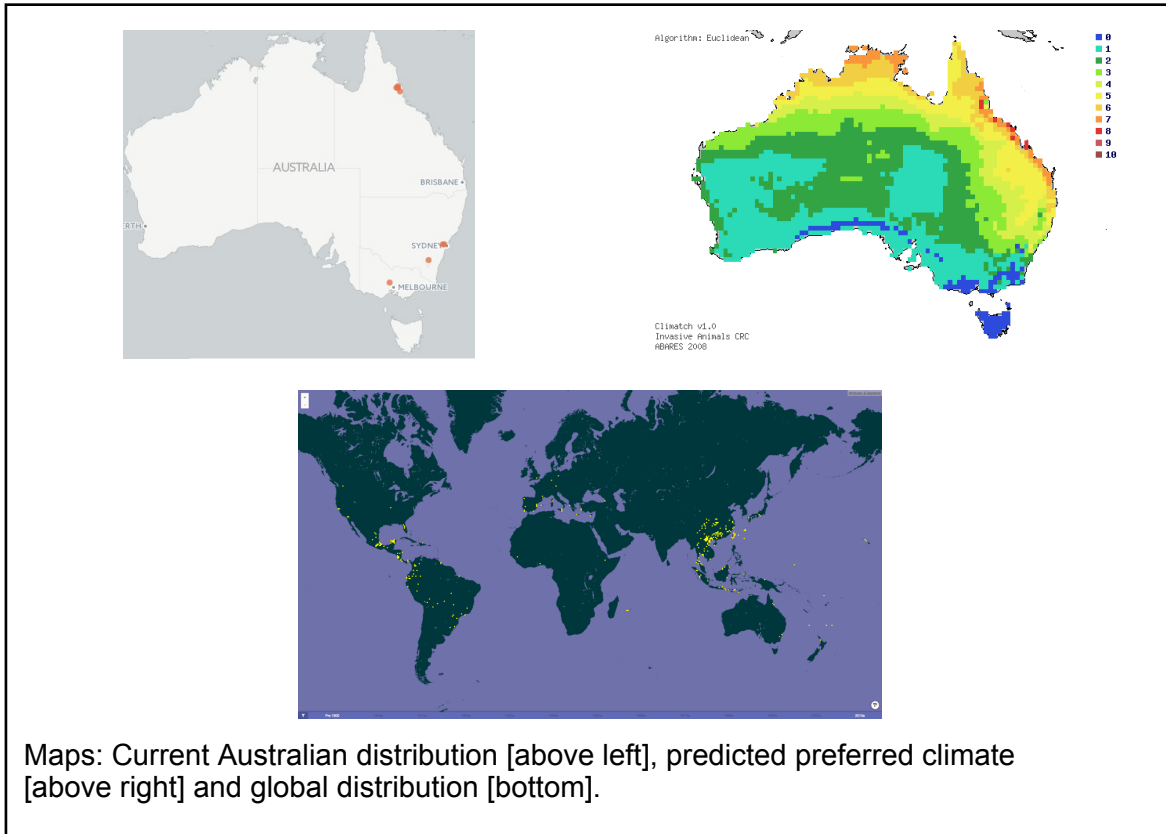 AUSTRALIA
BRISBANE
ERTH
SYDNEY
MELBOURNE
Algorithm: Euclidean
0
1
2
3
4
5
6
7
8
9
10
Climatch v1.0
Invasive Animals CRC
ABARES 2008
Pre 1900
Maps: Current Australian distribution [above left], predicted preferred climate
[above right] and global distribution [bottom].